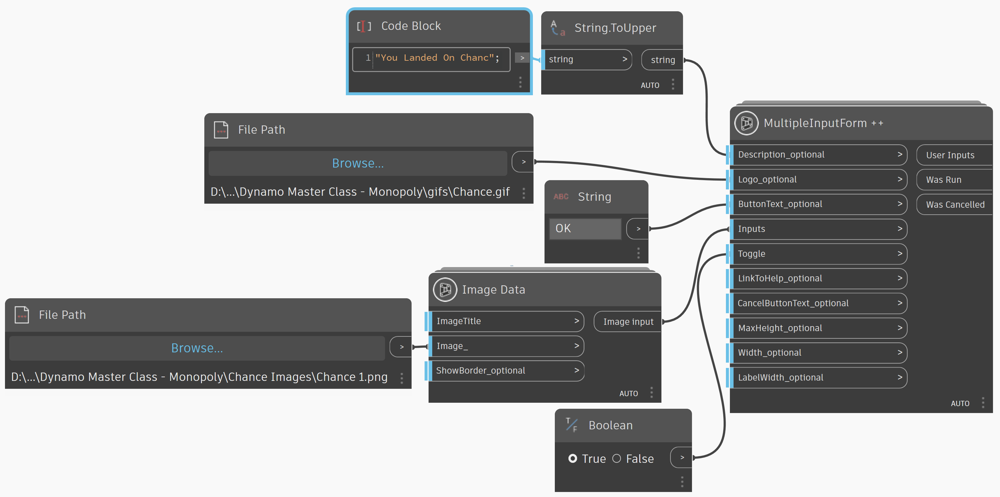 Code Block
1 "You Landed On Chanc"; >
String.ToUpper
string > string
AUTO
File Path
Browse... >
D:\...\Dynamo Master Class - Monopoly\gifs\Chance.gif
ABC String
OK >
MultipleInputForm ++
Description_optional > User Inputs
Logo_optional > Was Run
ButtonText_optional > Was Cancelled
Inputs >
Toggle >
LinkToHelp_optional >
CancelButtonText_optional >
MaxHeight_optional >
Width_optional >
LabelWidth_optional >
AUTO
File Path
Browse... >
D:\...\Dynamo Master Class - Monopoly\Chance Images\Chance 1.png
Image Data
ImageTitle > Image input
Image_ >
ShowBorder_optional >
AUTO
T/F Boolean
True False >